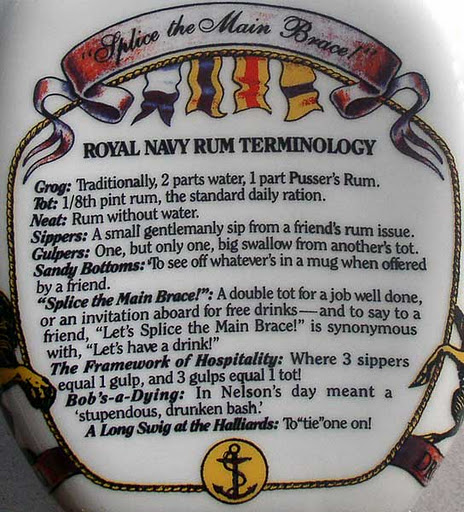 "Splice the Main Brace!"
ROYAL NAVY RUM TERMINOLOGY
Grog: Traditionally, 2 parts water, 1 part Pusser's Rum.
Tot: 1/8th pint rum, the standard daily ration.
Neat: Rum without water.
Sippers: A small gentlemanly sip from a friend's rum issue.
Gulpers: One, but only one, big swallow from another's tot.
Sandy Bottoms: To see off whatever's in a mug when offered
by a friend.
"Splice the Main Brace!": A double tot for a job well done,
or an invitation aboard for free drinks—and to say to a
friend, "Let's Splice the Main Brace!" is synonymous
with, "Let's have a drink!"
The Framework of Hospitality: Where 3 sippers
equal 1 gulp, and 3 gulps equal 1 tot!
Bob's-a-Dying: In Nelson's day meant a
'stupendous, drunken bash.'
A Long Swig at the Halliards: To "tie" one on!